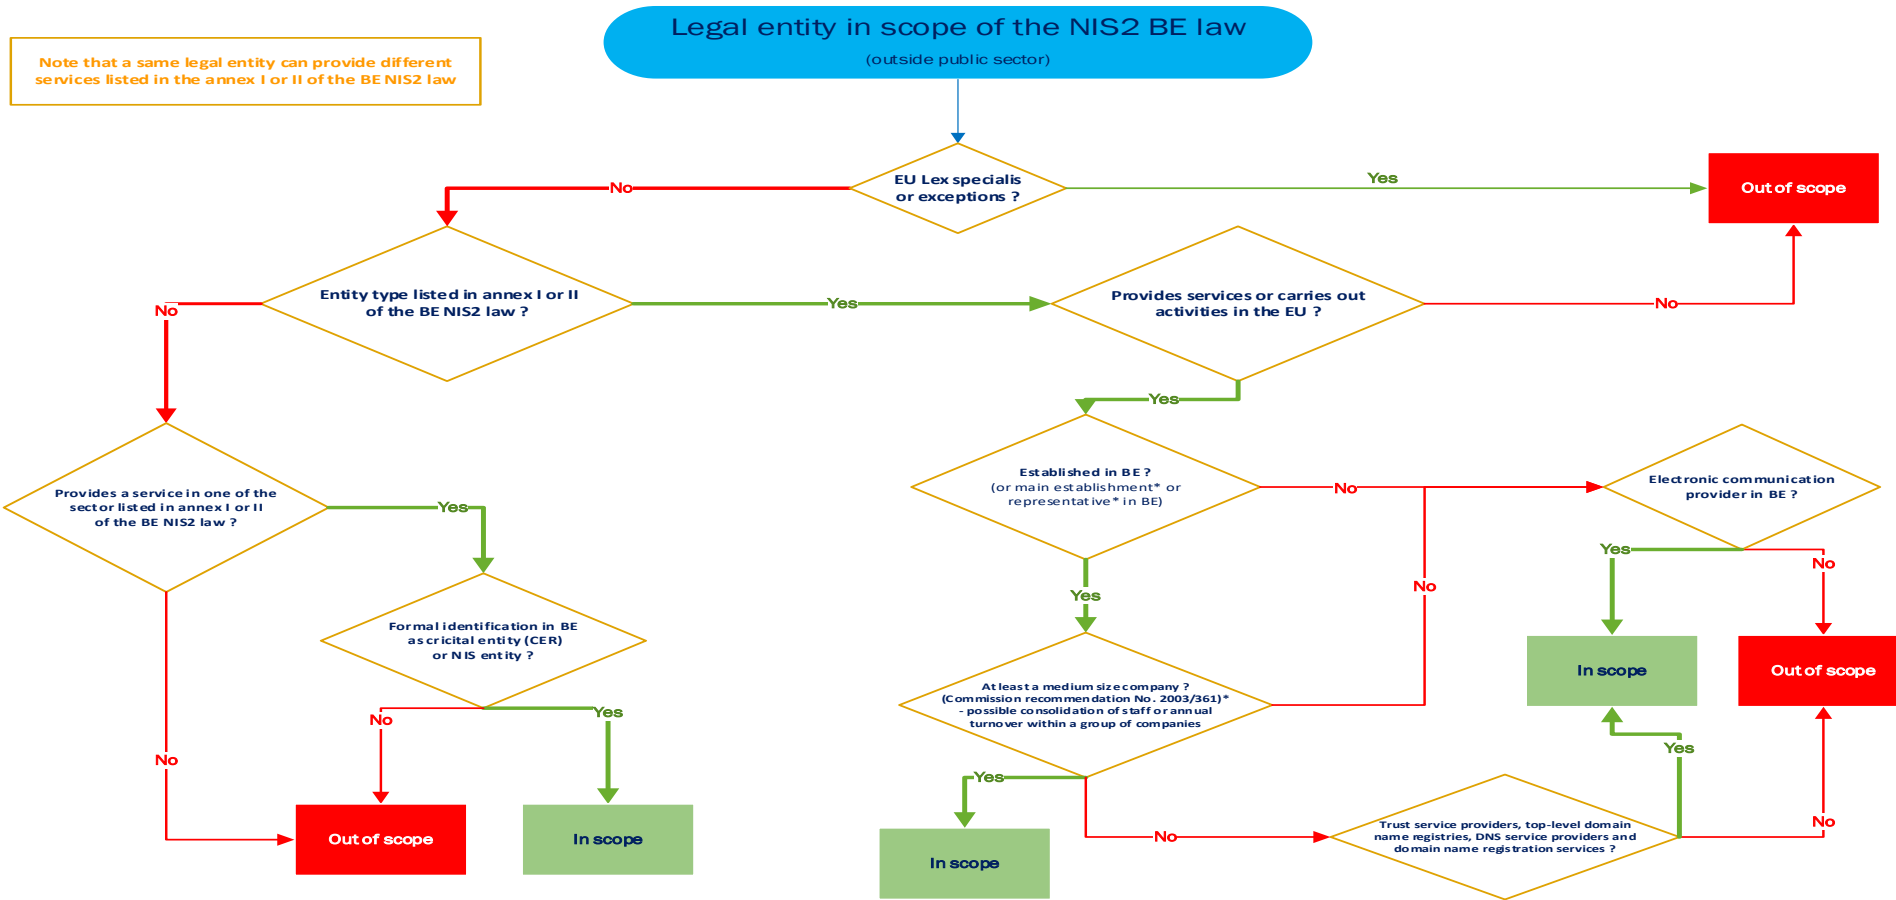 Legal entity in scope of the NIS2 BE law
(outside public sector)
Note that a same legal entity can provide different
services listed in the annex I or II of the BE NIS2 law
EU Lex specialis
or exceptions ?
No
Yes
Out of scope
Entity type listed in annex I or II
of the BE NIS2 law ?
No
Yes
Provides services or carries out
activities in the EU ?
No
Yes
Provides a service in one of the
sector listed in annex I or II
of the BE NIS2 law ?
Yes
No
Established in BE ?
(or main establishment* or
representative* in BE)
No
Yes
Electronic communication
provider in BE ?
Yes
No
Formal identification in BE
as cricital entity (CER)
or NIS entity ?
No
Yes
At least a medium size company ?
(Commission recommendation No. 2003/361)*
- possible consolidation of staff or annual
turnover within a group of companies
No
Yes
No
In scope
Out of scope
Yes
No
Trust service providers, top-level domain
name registries, DNS service providers and
domain name registration services ?
Out of scope
In scope
In scope